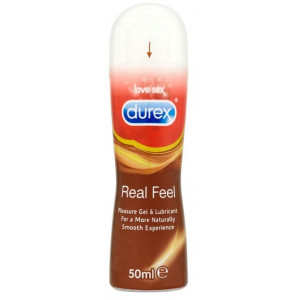 love sex
durex
Real Feel
Pleasure Gel & Lubricant
For a More Naturally
Smooth Experience
50ml e